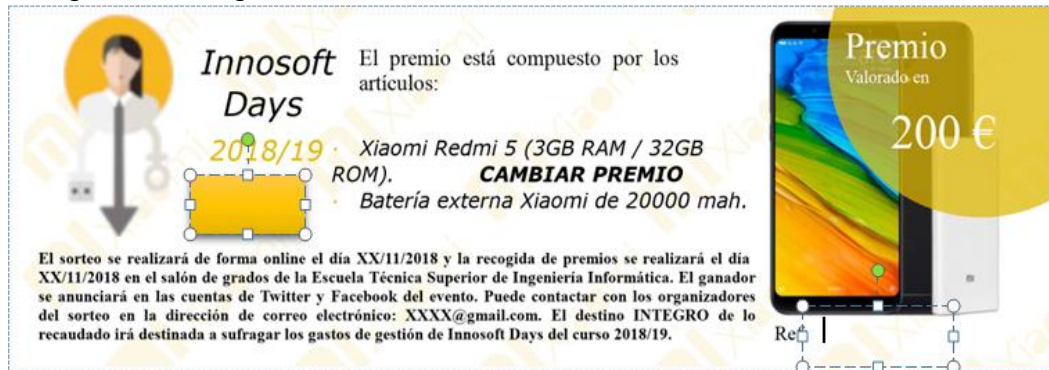 Innosoft
Days
2018/19
El premio está compuesto por los
artículos:
· Xiaomi Redmi 5 (3GB RAM / 32GB
ROM). CAMBIAR PREMIO
· Batería externa Xiaomi de 20000 mah.
Premio
Valorado en
200 €
El sorteo se realizará de forma online el día XX/11/2018 y la recogida de premios se realizará el día
XX/11/2018 en el salón de grados de la Escuela Técnica Superior de Ingeniería Informática. El ganador
se anunciará en las cuentas de Twitter y Facebook del evento. Puede contactar con los organizadores
del sorteo en la dirección de correo electrónico: XXXX@gmail.com. El destino INTEGRO de lo
recaudado irá destinada a sufragar los gastos de gestión de Innosoft Days del curso 2018/19.